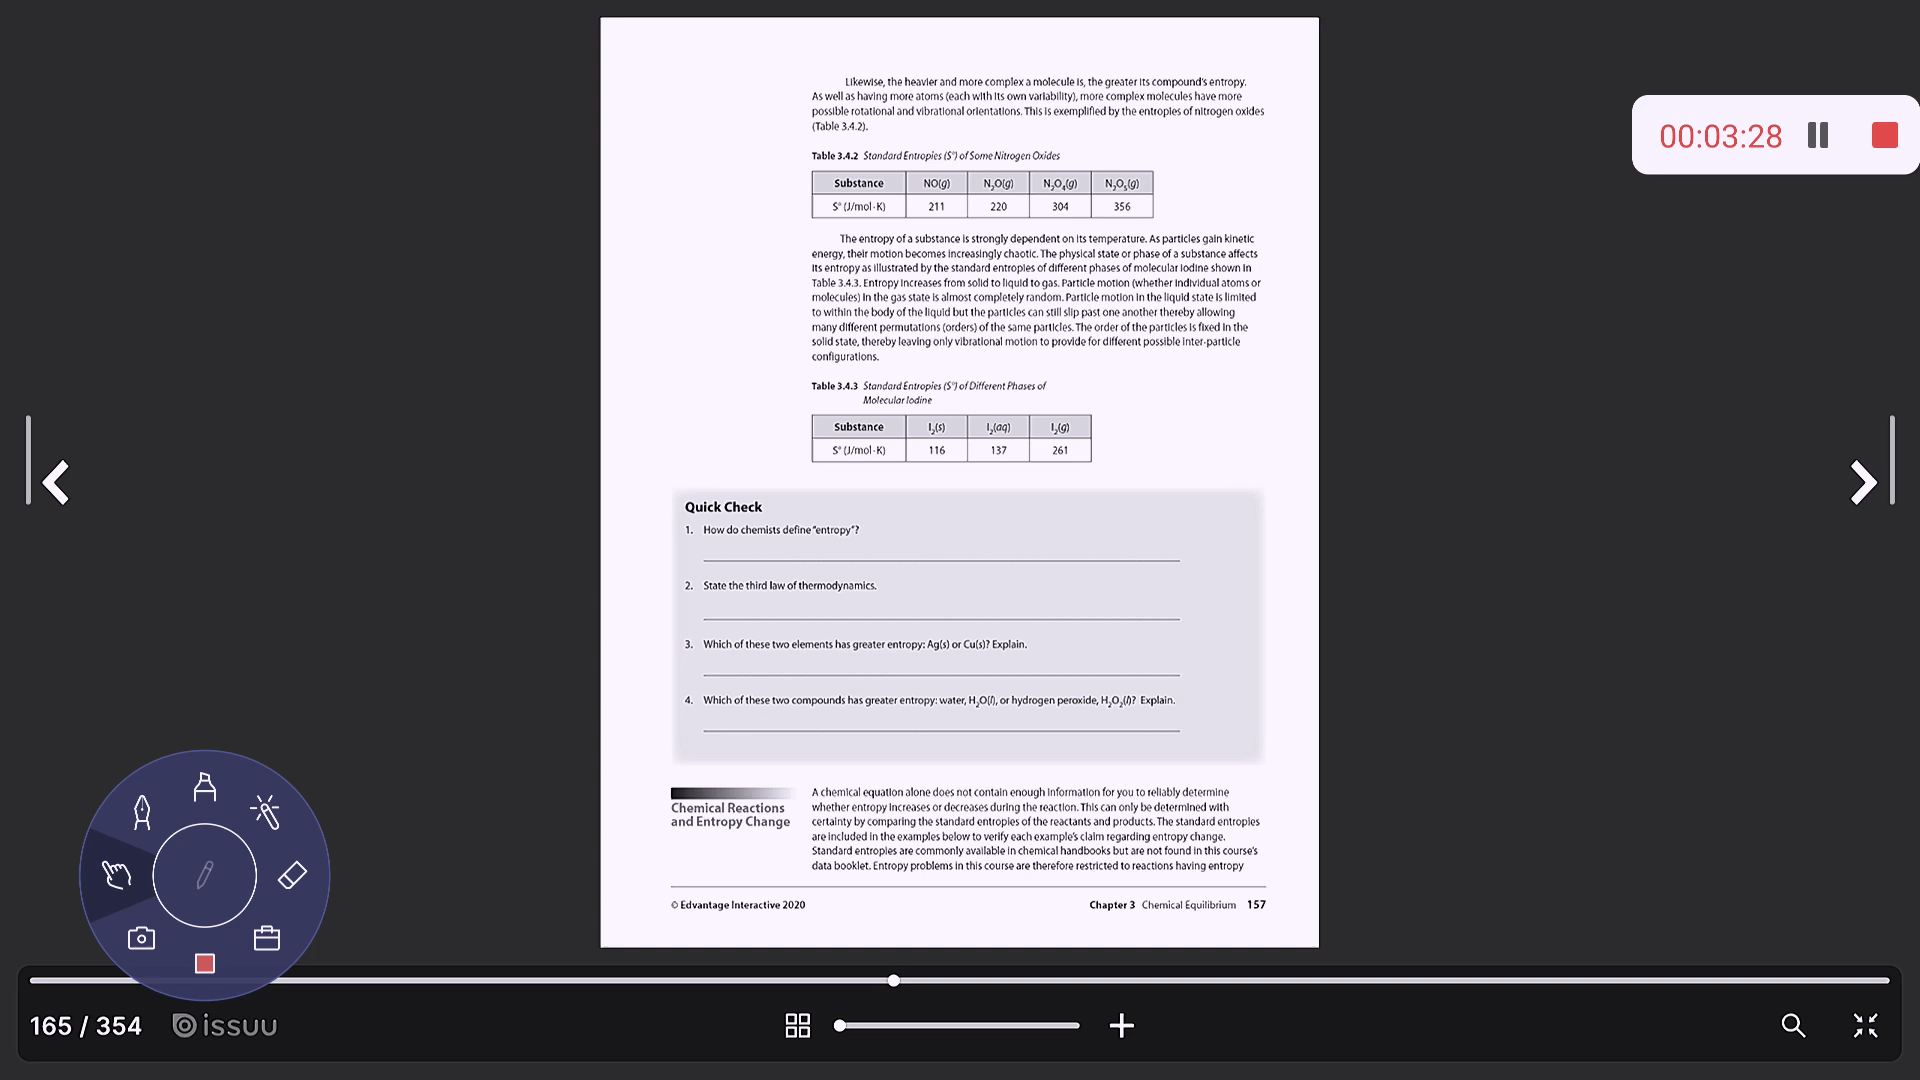 Likewise, the heavier and more complex a molecule is, the greater its compound's entropy.
As well as having more atoms (each with its own variability), more complex molecules have more
possible rotational and vibrational orientations. This is exemplified by the entropies of nitrogen oxides
(Table 3.4.2).
Table 3.4.2 Standard Entropies (S°) of Some Nitrogen Oxides
Substance NO(g) N₂O(g) N₂O₄(g) N₂O₅(g)
S° (J/mol·K) 211 220 304 356
The entropy of a substance is strongly dependent on its temperature. As particles gain kinetic
energy, their motion becomes increasingly chaotic. The physical state or phase of a substance affects
its entropy as illustrated by the standard entropies of different phases of molecular iodine shown in
Table 3.4.3. Entropy increases from solid to liquid to gas. Particle motion (whether individual atoms or
molecules) in the gas state is almost completely random. Particle motion in the liquid state is limited
to within the body of the liquid but the particles can still slip past one another thereby allowing
many different permutations (orders) of the same particles. The order of the particles is fixed in the
solid state, thereby leaving only vibrational motion to provide for different possible inter-particle
configurations.
Table 3.4.3 Standard Entropies (S°) of Different Phases of
Molecular Iodine
Substance I₂(s) I₂(aq) I₂(g)
S° (J/mol·K) 116 137 261
Quick Check
1. How do chemists define "entropy"?
2. State the third law of thermodynamics.
3. Which of these two elements has greater entropy: Ag(s) or Cu(s)? Explain.
4. Which of these two compounds has greater entropy: water, H₂O(l), or hydrogen peroxide, H₂O₂(l)? Explain.
Chemical Reactions
and Entropy Change
A chemical equation alone does not contain enough information for you to reliably determine
whether entropy increases or decreases during the reaction. This can only be determined with
certainty by comparing the standard entropies of the reactants and products. The standard entropies
are included in the examples below to verify each example's claim regarding entropy change.
Standard entropies are commonly available in chemical handbooks but are not found in this course's
data booklet. Entropy problems in this course are therefore restricted to reactions having entropy
© Edvantage Interactive 2020
Chapter 3 Chemical Equilibrium 157
00:03:28
165 / 354
issuu